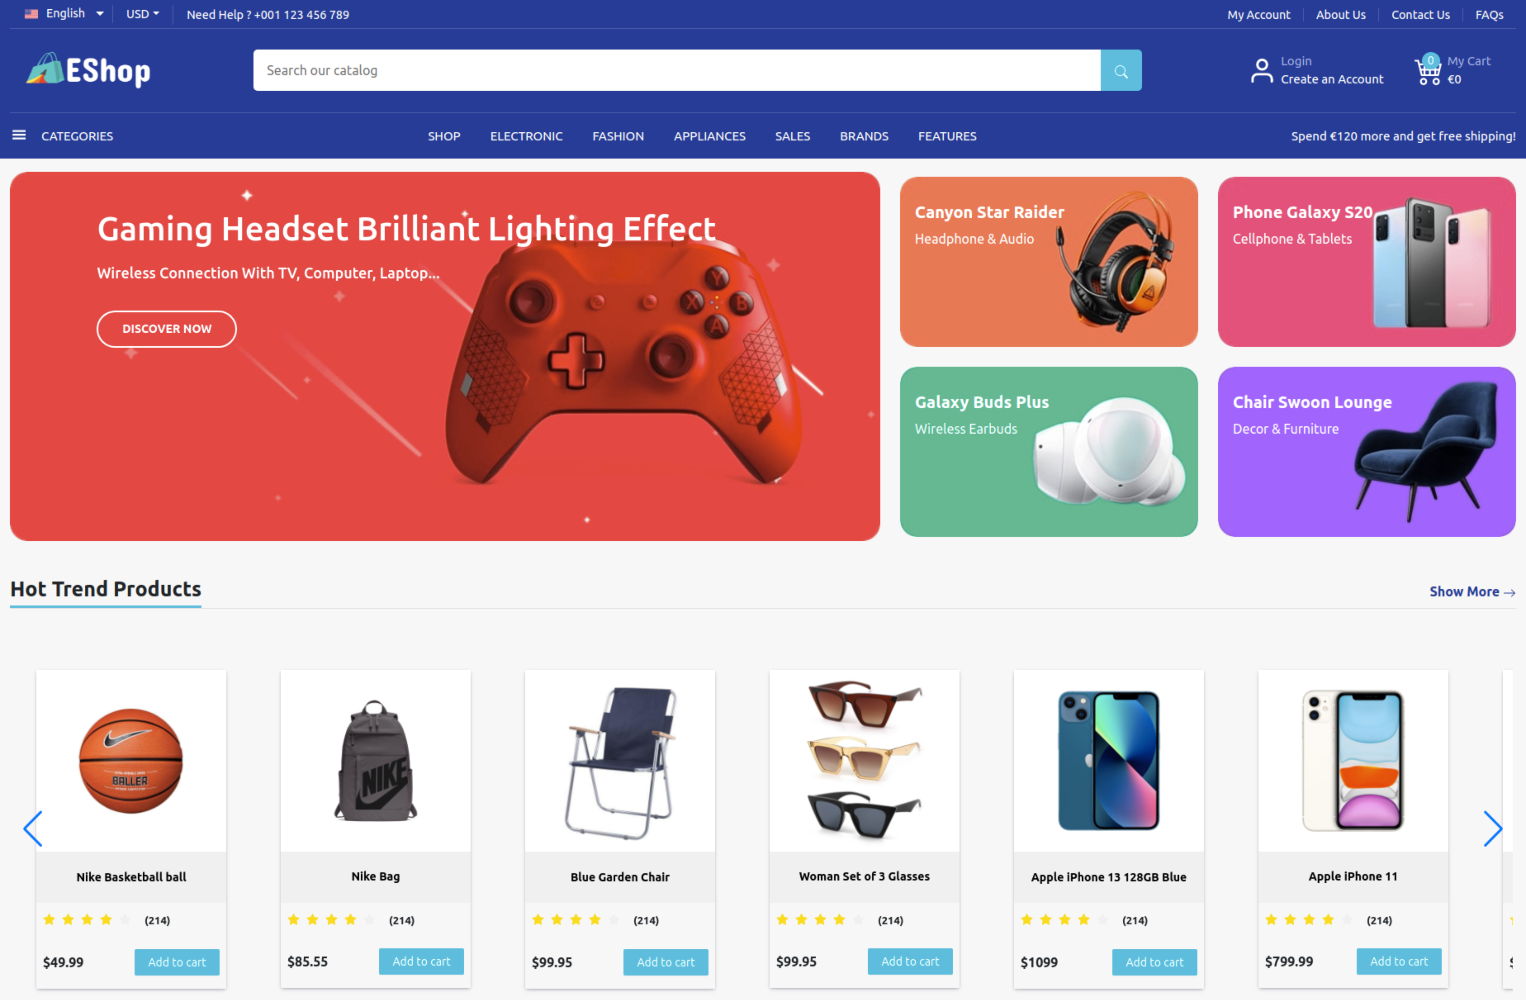 English USD Need Help ? +001 123 456 789 My Account About Us Contact Us FAQs
EShop
Search our catalog
Login
Create an Account
0 My Cart
€0
CATEGORIES SHOP ELECTRONIC FASHION APPLIANCES SALES BRANDS FEATURES Spend €120 more and get free shipping!
Gaming Headset Brilliant Lighting Effect
Wireless Connection With TV, Computer, Laptop...
DISCOVER NOW
Y
X B
A
Canyon Star Raider
Headphone & Audio
Phone Galaxy S20
Cellphone & Tablets
Galaxy Buds Plus
Wireless Earbuds
Chair Swoon Lounge
Decor & Furniture
Hot Trend Products Show More
BALLER
NIKE
Nike Basketball ball
(214)
$49.99 Add to cart
Nike Bag
(214)
$85.55 Add to cart
Blue Garden Chair
(214)
$99.95 Add to cart
Woman Set of 3 Glasses
(214)
$99.95 Add to cart
Apple iPhone 13 128GB Blue
(214)
$1099 Add to cart
Apple iPhone 11
(214)
$799.99 Add to cart